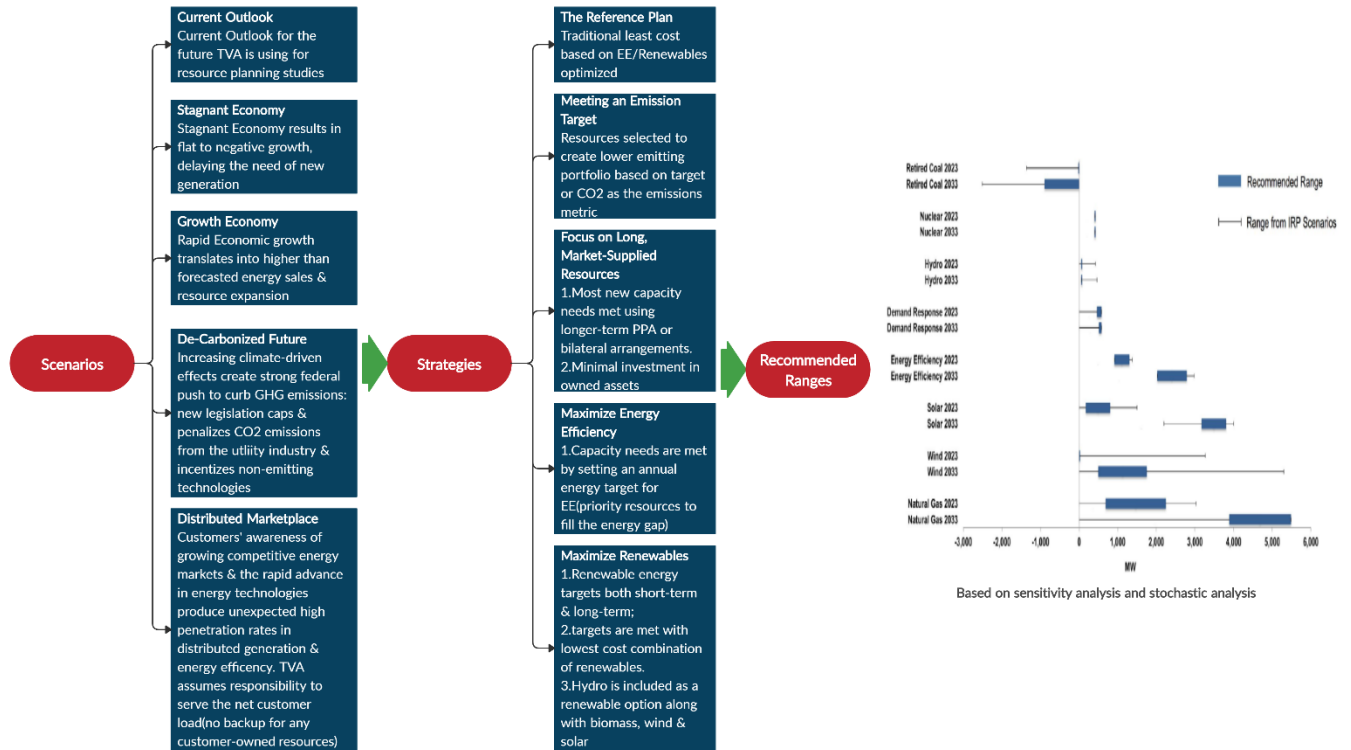 Scenarios
Current Outlook
Current Outlook for the
future TVA is using for
resource planning studies
Stagnant Economy
Stagnant Economy results in
flat to negative growth,
delaying the need of new
generation
Growth Economy
Rapid Economic growth
translates into higher than
forecasted energy sales &
resource expansion
De-Carbonized Future
Increasing climate-driven
effects create strong federal
push to curb GHG emissions:
new legislation caps &
penalizes CO2 emissions
from the utliity industry &
incentizes non-emitting
technologies
Distributed Marketplace
Customers' awareness of
growing competitive energy
markets & the rapid advance
in energy technologies
produce unexpected high
penetration rates in
distributed generation &
energy efficency. TVA
assumes responsibility to
serve the net customer
load(no backup for any
customer-owned resources)
Strategies
The Reference Plan
Traditional least cost
based on EE/Renewables
optimized
Meeting an Emission
Target
Resources selected to
create lower emitting
portfolio based on target
or CO2 as the emissions
metric
Focus on Long,
Market-Supplied
Resources
1.Most new capacity
needs met using
longer-term PPA or
bilateral arrangements.
2.Minimal investment in
owned assets
Maximize Energy
Efficiency
1.Capacity needs are met
by setting an annual
energy target for
EE(priority resources to
fill the energy gap)
Maximize Renewables
1.Renewable energy
targets both short-term
& long-term;
2.targets are met with
lowest cost combination
of renewables.
3.Hydro is included as a
renewable option along
with biomass, wind &
solar
Recommended
Ranges
Retired Coal 2023
Retired Coal 2033
Nuclear 2023
Nuclear 2033
Hydro 2023
Hydro 2033
Demand Response 2023
Demand Response 2033
Energy Efficiency 2023
Energy Efficiency 2033
Solar 2023
Solar 2033
Wind 2023
Wind 2033
Natural Gas 2023
Natural Gas 2033
Recommended Range
Range from IRP Scenarios
-3,000 -2,000 -1,000 0 1,000 2,000 3,000 4,000 5,000 6,000
MW
Based on sensitivity analysis and stochastic analysis